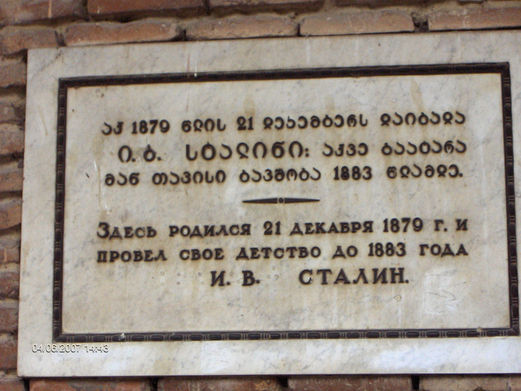 აქ 1879 წლის 21 დეკემბერს დაიბადა
ი. ბ. სტალინი: აქვე გაატარა
მან თავისი ბავშობა 1883 წლამდე.
Здесь родился 21 декабря 1879 г. и
провел свое детство до 1883 года
И В. Сталин.
04/06/2007 14:43